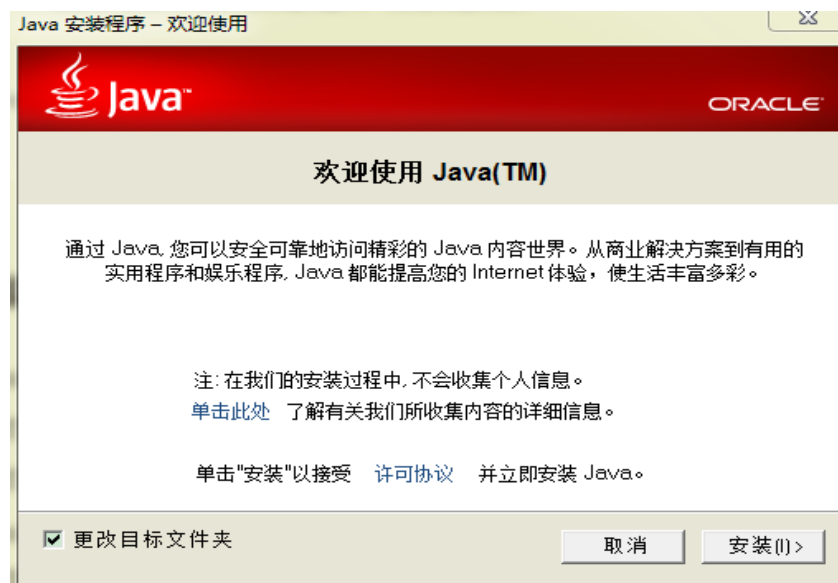 Java 安装程序 – 欢迎使用
Java™
ORACLE
欢迎使用 Java(TM)
通过 Java, 您可以安全可靠地访问精彩的 Java 内容世界。从商业解决方案到有用的
实用程序和娱乐程序, Java 都能提高您的 Internet 体验，使生活丰富多彩。
注: 在我们的安装过程中, 不会收集个人信息。
单击此处 了解有关我们所收集内容的详细信息。
单击"安装"以接受 许可协议 并立即安装 Java。
更改目标文件夹
取消
安装(I)>